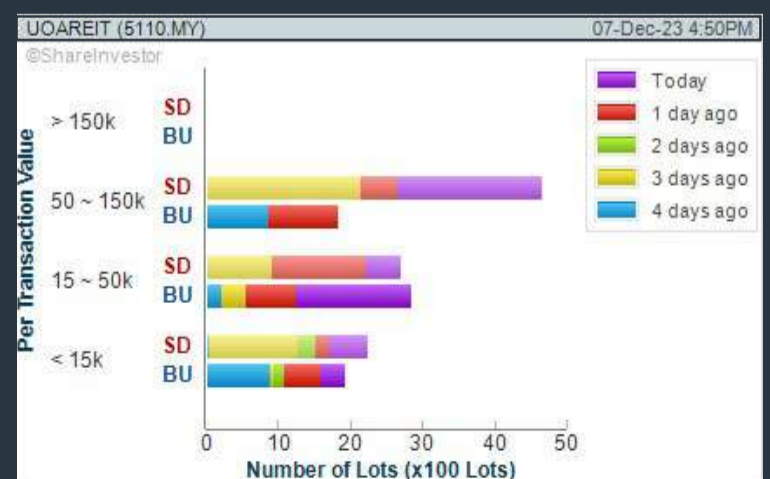 UOAREIT (5110.MY) 07-Dec-23 4:50PM
©ShareInvestor
Today
1 day ago
2 days ago
3 days ago
4 days ago
Per Transaction Value
> 150k
SD
BU
50 ~ 150k
SD
BU
15 ~ 50k
SD
BU
< 15k
SD
BU
0 10 20 30 40 50
Number of Lots (x100 Lots)